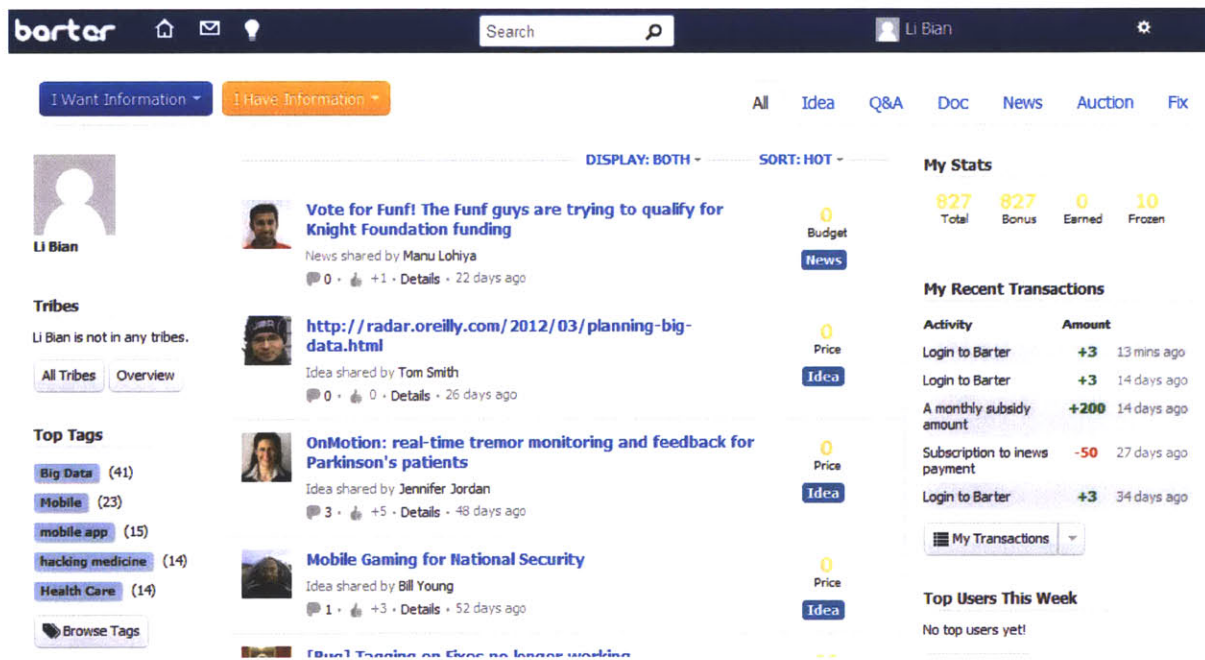 barter
Search
Li Bian
I Want Information
I Have Information
All Idea Q&A Doc News Auction Fix
DISPLAY: BOTH
SORT: HOT
Li Bian
Tribes
Li Bian is not in any tribes.
All Tribes Overview
Top Tags
Big Data (41)
Mobile (23)
mobile app (15)
hacking medicine (14)
Health Care (14)
Browse Tags
Vote for Funf! The Funf guys are trying to qualify for
Knight Foundation funding
News shared by Manu Lohiya
0 · +1 · Details · 22 days ago
0
Budget
News
http://radar.oreilly.com/2012/03/planning-big-
data.html
Idea shared by Tom Smith
0 · 0 · Details · 26 days ago
0
Price
Idea
OnMotion: real-time tremor monitoring and feedback for
Parkinson's patients
Idea shared by Jennifer Jordan
3 · +5 · Details · 48 days ago
0
Price
Idea
Mobile Gaming for National Security
Idea shared by Bill Young
1 · +3 · Details · 52 days ago
0
Price
Idea
[Bug] Tagging on Fixes no longer working
My Stats
827 827 0 10
Total Bonus Earned Frozen
My Recent Transactions
Activity Amount
Login to Barter +3 13 mins ago
Login to Barter +3 14 days ago
A monthly subsidy +200 14 days ago
amount
Subscription to inews -50 27 days ago
payment
Login to Barter +3 34 days ago
My Transactions
Top Users This Week
No top users yet!